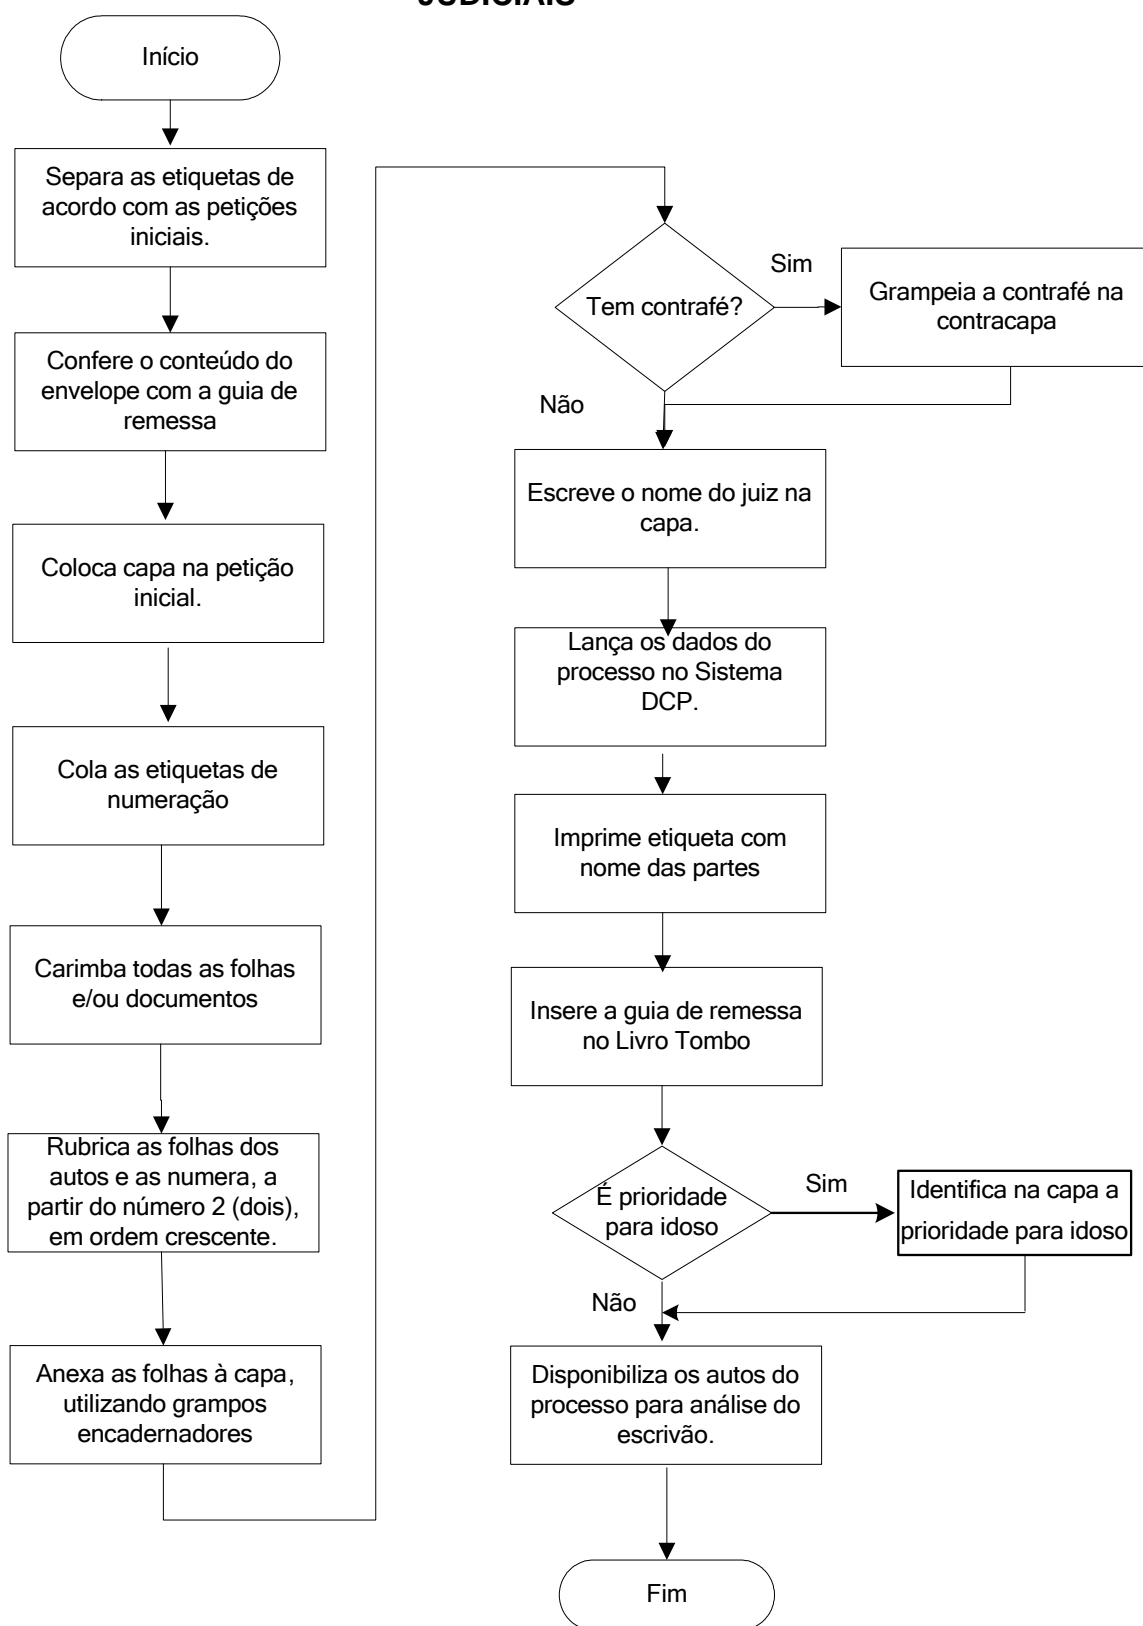 JUDICIAIS
Início
Separa as etiquetas de
acordo com as petições
iniciais.
Confere o conteúdo do
envelope com a guia de
remessa
Coloca capa na petição
inicial.
Cola as etiquetas de
numeração
Carimba todas as folhas
e/ou documentos
Rubrica as folhas dos
autos e as numera, a
partir do número 2 (dois),
em ordem crescente.
Anexa as folhas à capa,
utilizando grampos
encadernadores
Tem contrafé?
Sim
Grampeia a contrafé na
contracapa
Não
Escreve o nome do juiz na
capa.
Lança os dados do
processo no Sistema
DCP.
Imprime etiqueta com
nome das partes
Insere a guia de remessa
no Livro Tombo
É prioridade
para idoso
Sim
Identifica na capa a
prioridade para idoso
Não
Disponibiliza os autos do
processo para análise do
escrivão.
Fim